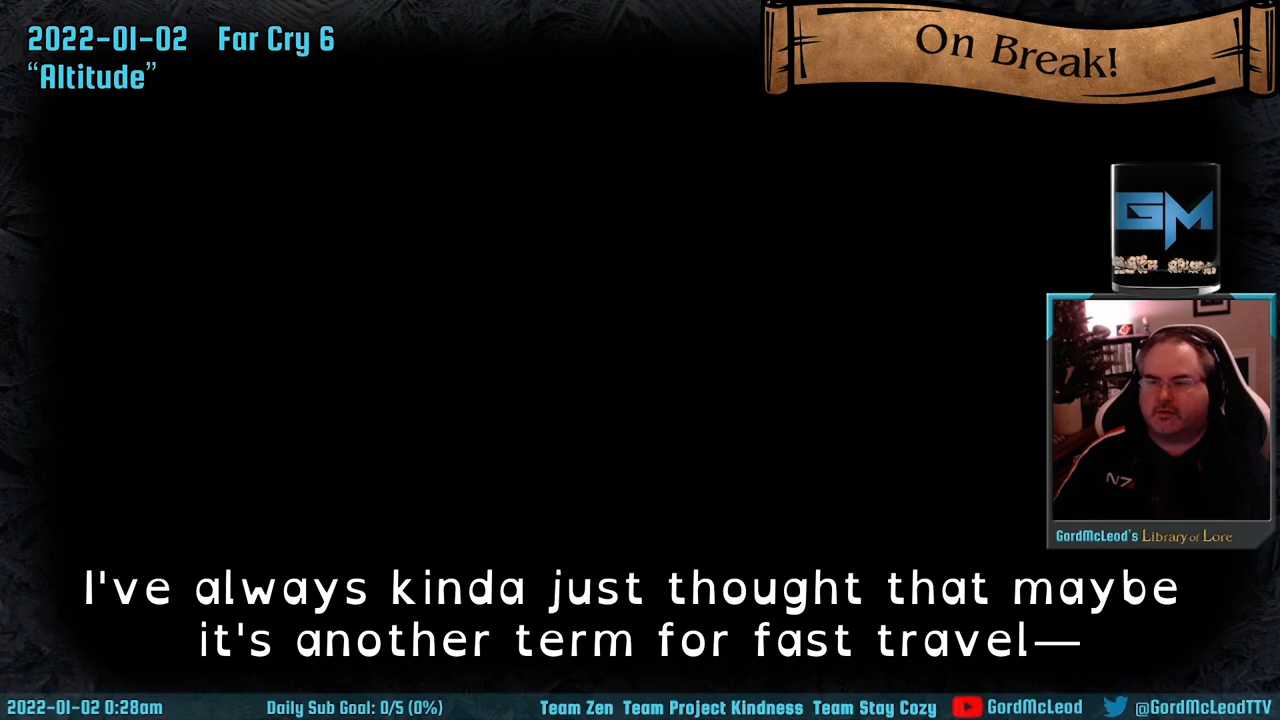 2022-01-02 Far Cry 6
“Altitude”
On Break!
GM
N7
GordMcLeod's Library of Lore
I've always kinda just thought that maybe
it's another term for fast travel—
2022-01-02 0:28am Daily Sub Goal: 0/5 (0%) Team Zen Team Project Kindness Team Stay Cozy GordMcLeod @GordMcLeodTTV